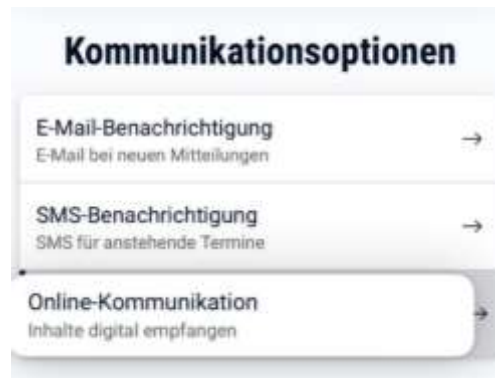 Kommunikationsoptionen
E-Mail-Benachrichtigung
E-Mail bei neuen Mitteilungen
→
SMS-Benachrichtigung
SMS für anstehende Termine
→
Online-Kommunikation
Inhalte digital empfangen
→